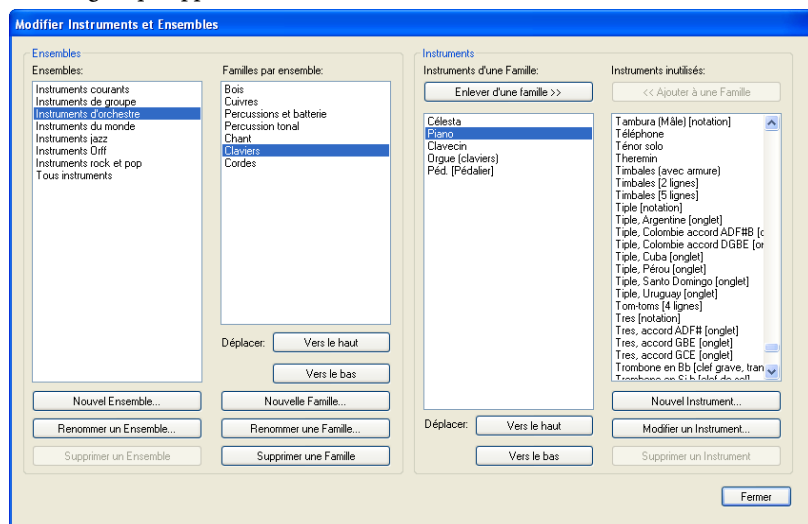 Modifier Instruments et Ensembles
Ensembles
Ensembles:
Instruments courants
Instruments de groupe
Instruments d'orchestre
Instruments du monde
Instruments jazz
Instruments Orff
Instruments rock et pop
Tous instruments
Nouvel Ensemble...
Renommer un Ensemble...
Supprimer un Ensemble
Familles par ensemble:
Bois
Cuivres
Percussions et batterie
Percussion tonal
Chant
Claviers
Cordes
Déplacer:
Vers le haut
Vers le bas
Nouvelle Famille...
Renommer une Famille...
Supprimer une Famille
Instruments
Instruments d'une Famille:
Enlever d'une famille >>
Célesta
Piano
Clavecin
Orgue (claviers)
Péd. [Pédalier]
Déplacer:
Vers le haut
Vers le bas
Instruments inutilisés:
<< Ajouter à une Famille
Tambura (Mâle) [notation]
Téléphone
Ténor solo
Theremin
Timbales (avec armure)
Timbales [2 lignes]
Timbales [5 lignes]
Tiple [notation]
Tiple, Argentine [onglet]
Tiple, Colombie accord ADF#B [o
Tiple, Colombie accord DGBE [or
Tiple, Cuba [onglet]
Tiple, Pérou [onglet]
Tiple, Santo Domingo [onglet]
Tiple, Uruguay [onglet]
Tom-toms [4 lignes]
Tres [notation]
Tres, accord ADF# [onglet]
Tres, accord GBE [onglet]
Tres, accord GCE [onglet]
Trombone en Bb [clef grave, tran
Trombone en Si b [clef de sol]
Nouvel Instrument...
Modifier un Instrument...
Supprimer un Instrument
Fermer